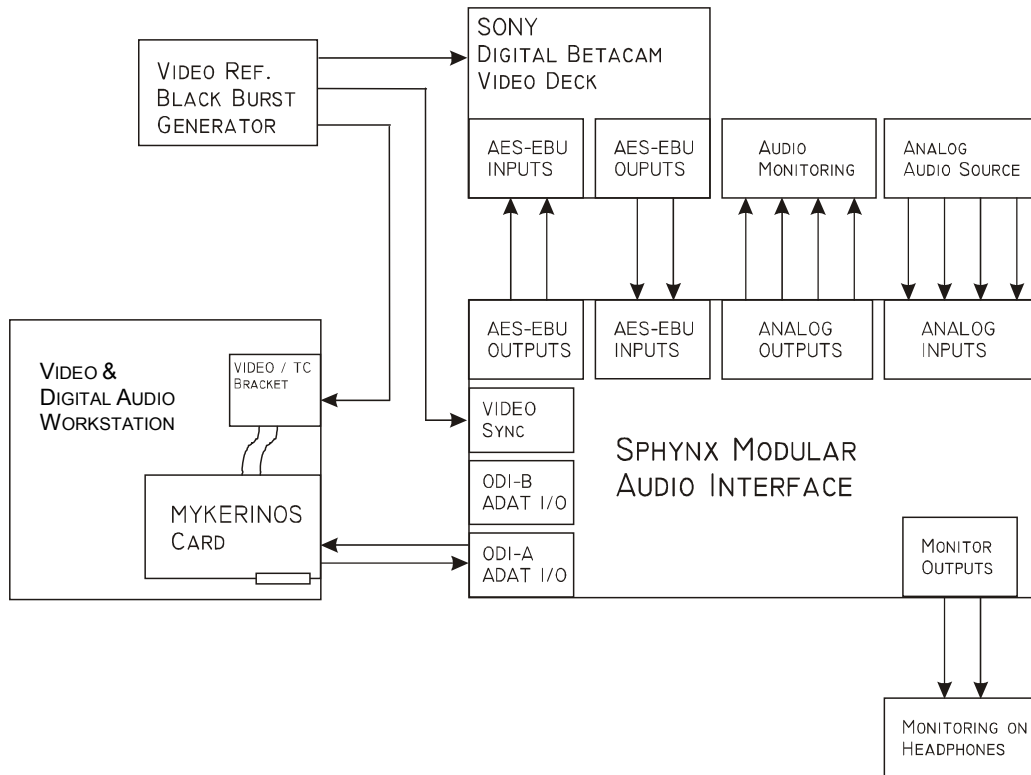 SONY
DIGITAL BETACAM
VIDEO DECK
VIDEO REF.
BLACK BURST
GENERATOR
AES-EBU
INPUTS
AES-EBU
OUPUTS
AUDIO
MONITORING
ANALOG
AUDIO SOURCE
AES-EBU
OUTPUTS
AES-EBU
INPUTS
ANALOG
OUTPUTS
ANALOG
INPUTS
VIDEO &
DIGITAL AUDIO
WORKSTATION
VIDEO / TC
BRACKET
MYKERINOS
CARD
VIDEO
SYNC
ODI-B
ADAT I/O
ODI-A
ADAT I/O
SPHYNX MODULAR
AUDIO INTERFACE
MONITOR
OUTPUTS
MONITORING ON
HEADPHONES